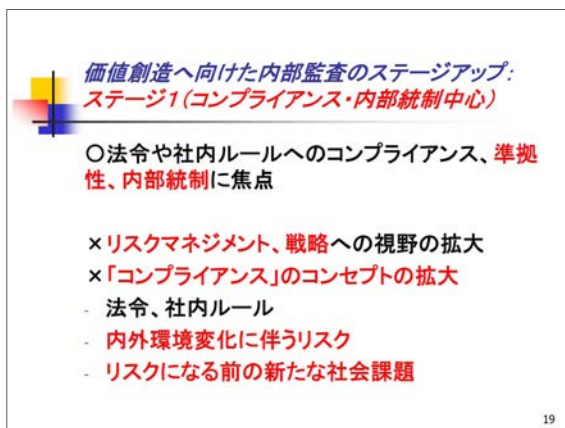 価値創造へ向けた内部監査のステージアップ:
ステージ1(コンプライアンス・内部統制中心)
○法令や社内ルールへのコンプライアンス、準拠
性、内部統制に焦点
×リスクマネジメント、戦略への視野の拡大
×「コンプライアンス」のコンセプトの拡大
- 法令、社内ルール
- 内外環境変化に伴うリスク
- リスクになる前の新たな社会課題
19